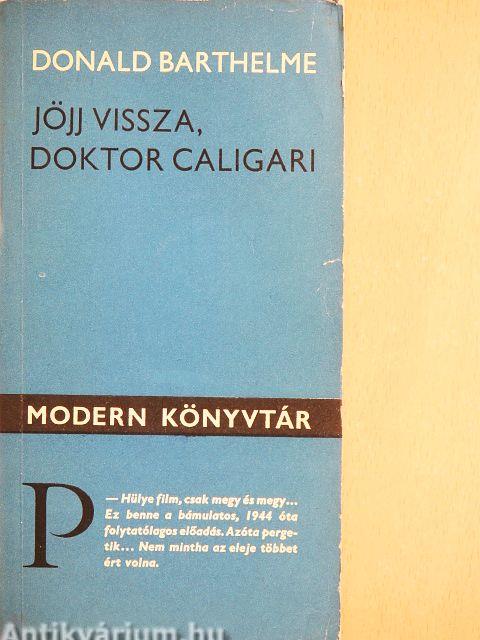 DONALD BARTHELME
JÖJJ VISSZA,
DOKTOR CALIGARI
MODERN KÖNYVTÁR
P
— Hülye film, csak megy és megy...
Ez benne a bámulatos, 1944 óta
folytatólagos előadás. Azóta perge-
tik... Nem mintha az eleje többet
ért volna.
Antikvárium.hu